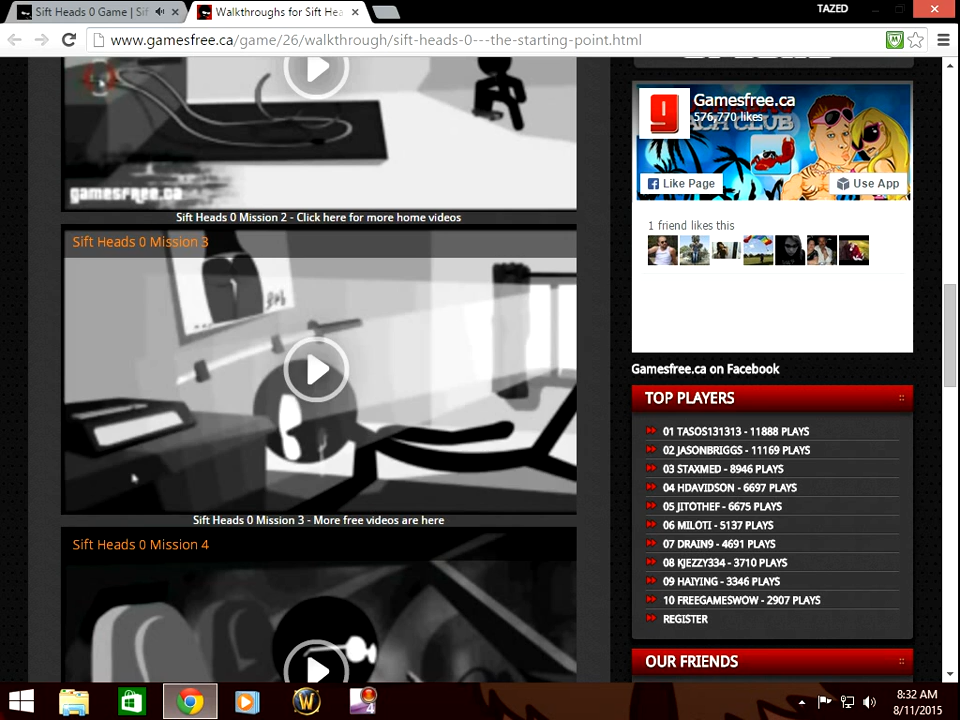 Sift Heads 0 Game | Sif
Walkthroughs for Sift Hea
TAZED
www.gamesfree.ca/game/26/walkthrough/sift-heads-0---the-starting-point.html
gamesfree.ca
Sift Heads 0 Mission 2 - Click here for more home videos
Sift Heads 0 Mission 3
Sift Heads 0 Mission 3 - More free videos are here
Sift Heads 0 Mission 4
g
Gamesfree.ca
576,770 likes
BEACH CLUB
Like Page
Use App
1 friend likes this
Gamesfree.ca on Facebook
TOP PLAYERS
01 TASOS131313 - 11888 PLAYS
02 JASONBRIGGS - 11169 PLAYS
03 STAXMED - 8946 PLAYS
04 HDAVIDSON - 6697 PLAYS
05 JITOTHEF - 6675 PLAYS
06 MILOTI - 5137 PLAYS
07 DRAIN9 - 4691 PLAYS
08 KJEZZY334 - 3710 PLAYS
09 HAIYING - 3346 PLAYS
10 FREEGAMESWOW - 2907 PLAYS
REGISTER
OUR FRIENDS
8:32 AM
8/11/2015